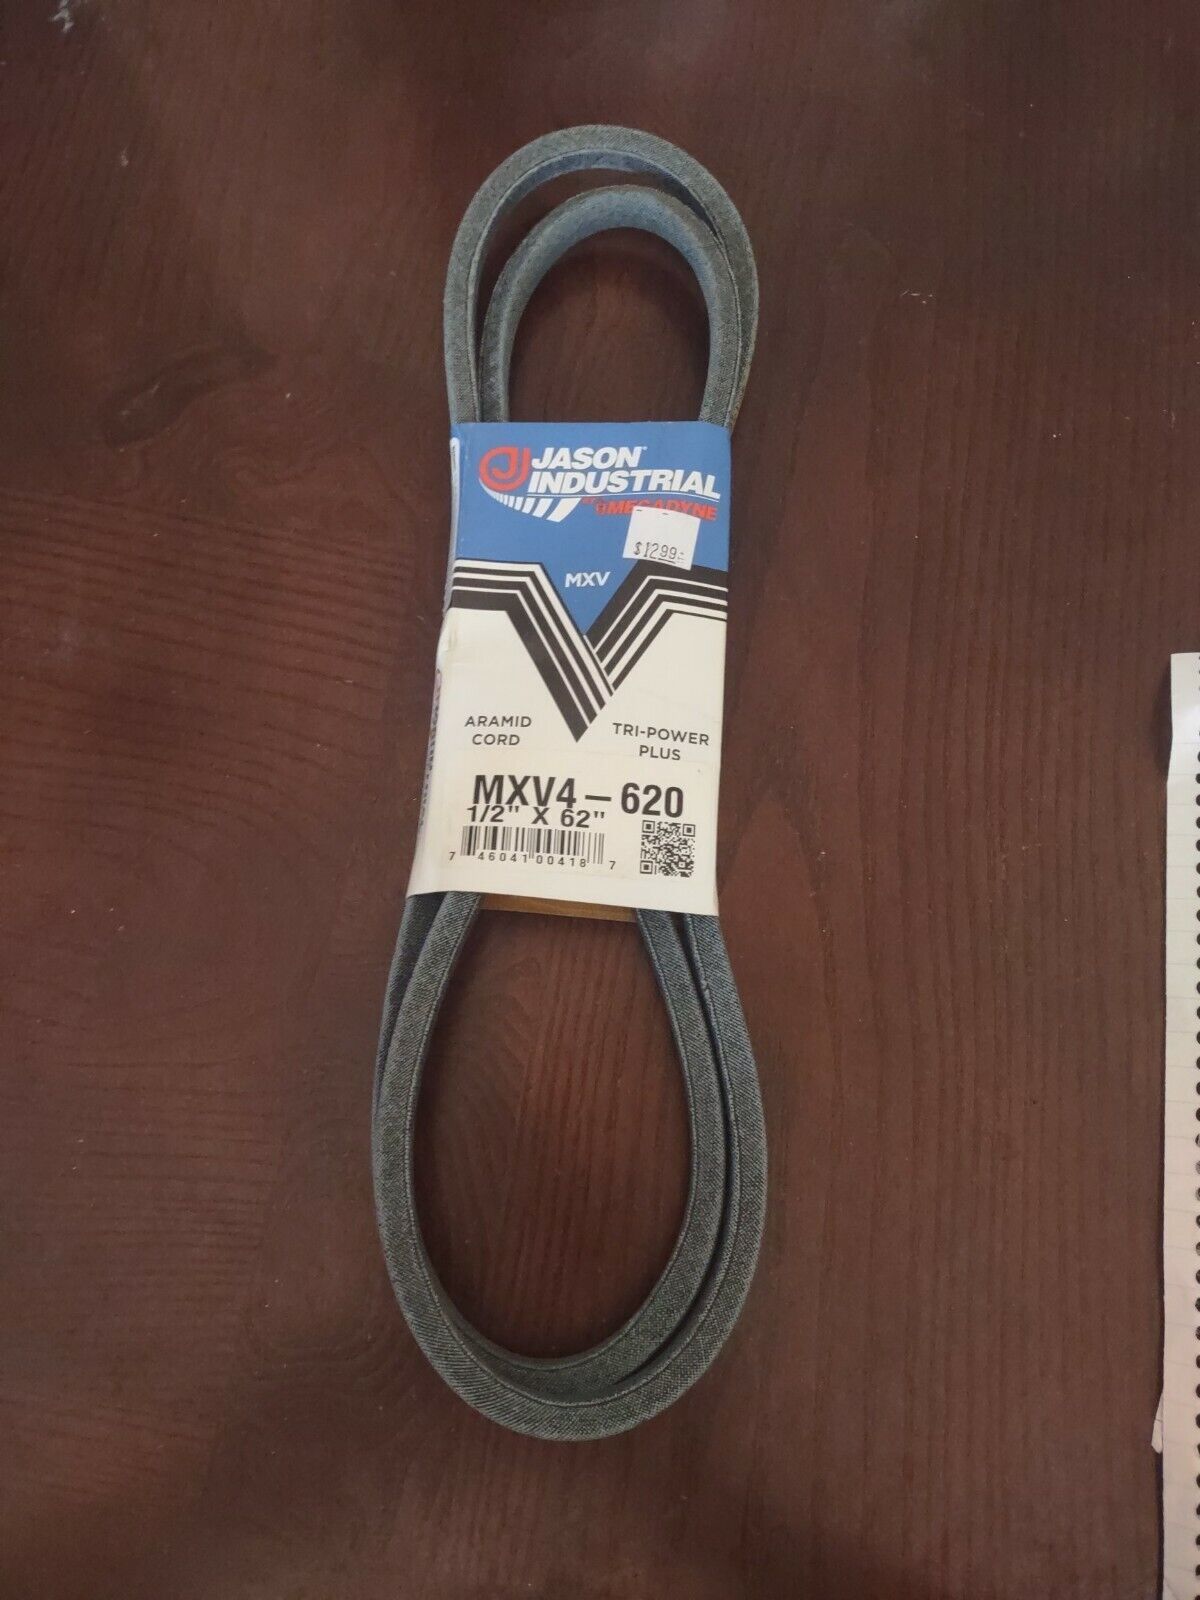 JASON
INDUSTRIAL
MEGADYNE
$12.99
MXV
ARAMID
CORD
TRI-POWER
PLUS
MXV4-620
1/2" X 62"
7 46041 00418 7